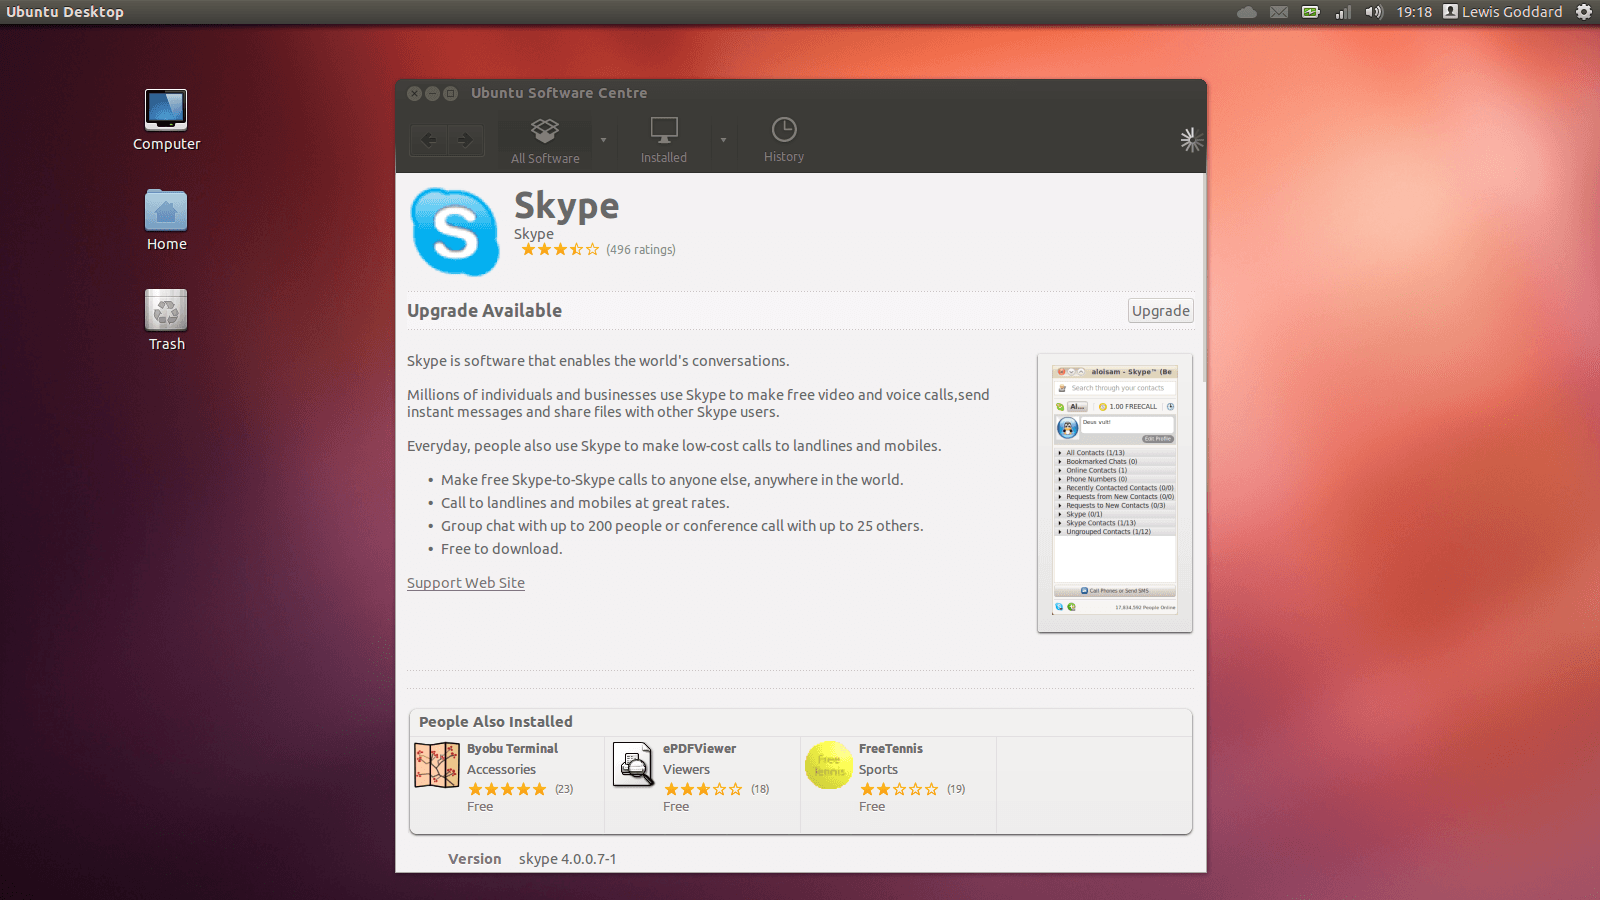 Ubuntu Desktop
19:18 Lewis Goddard
Computer
Home
Trash
Ubuntu Software Centre
All Software
Installed
History
Skype
Skype
(496 ratings)
Upgrade Available
Upgrade
Skype is software that enables the world's conversations.
Millions of individuals and businesses use Skype to make free video and voice calls,send
instant messages and share files with other Skype users.
Everyday, people also use Skype to make low-cost calls to landlines and mobiles.
• Make free Skype-to-Skype calls to anyone else, anywhere in the world.
• Call to landlines and mobiles at great rates.
• Group chat with up to 200 people or conference call with up to 25 others.
• Free to download.
Support Web Site
aloisam - Skype™ (Be
Search through your contacts
Al... 1.00 FREECALL
Deus vult!
Edit Profile
All Contacts (1/13)
Bookmarked Chats (0)
Online Contacts (1)
Phone Numbers (0)
Recently Contacted Contacts (0/0)
Requests from New Contacts (0/0)
Requests to New Contacts (0/3)
Skype (0/1)
Skype Contacts (1/13)
Ungrouped Contacts (1/12)
Call Phones or Send SMS
17,834,592 People Online
People Also Installed
Byobu Terminal
Accessories
(23)
Free
ePDFViewer
Viewers
(18)
Free
Free
Tennis
FreeTennis
Sports
(19)
Free
Version skype 4.0.0.7-1